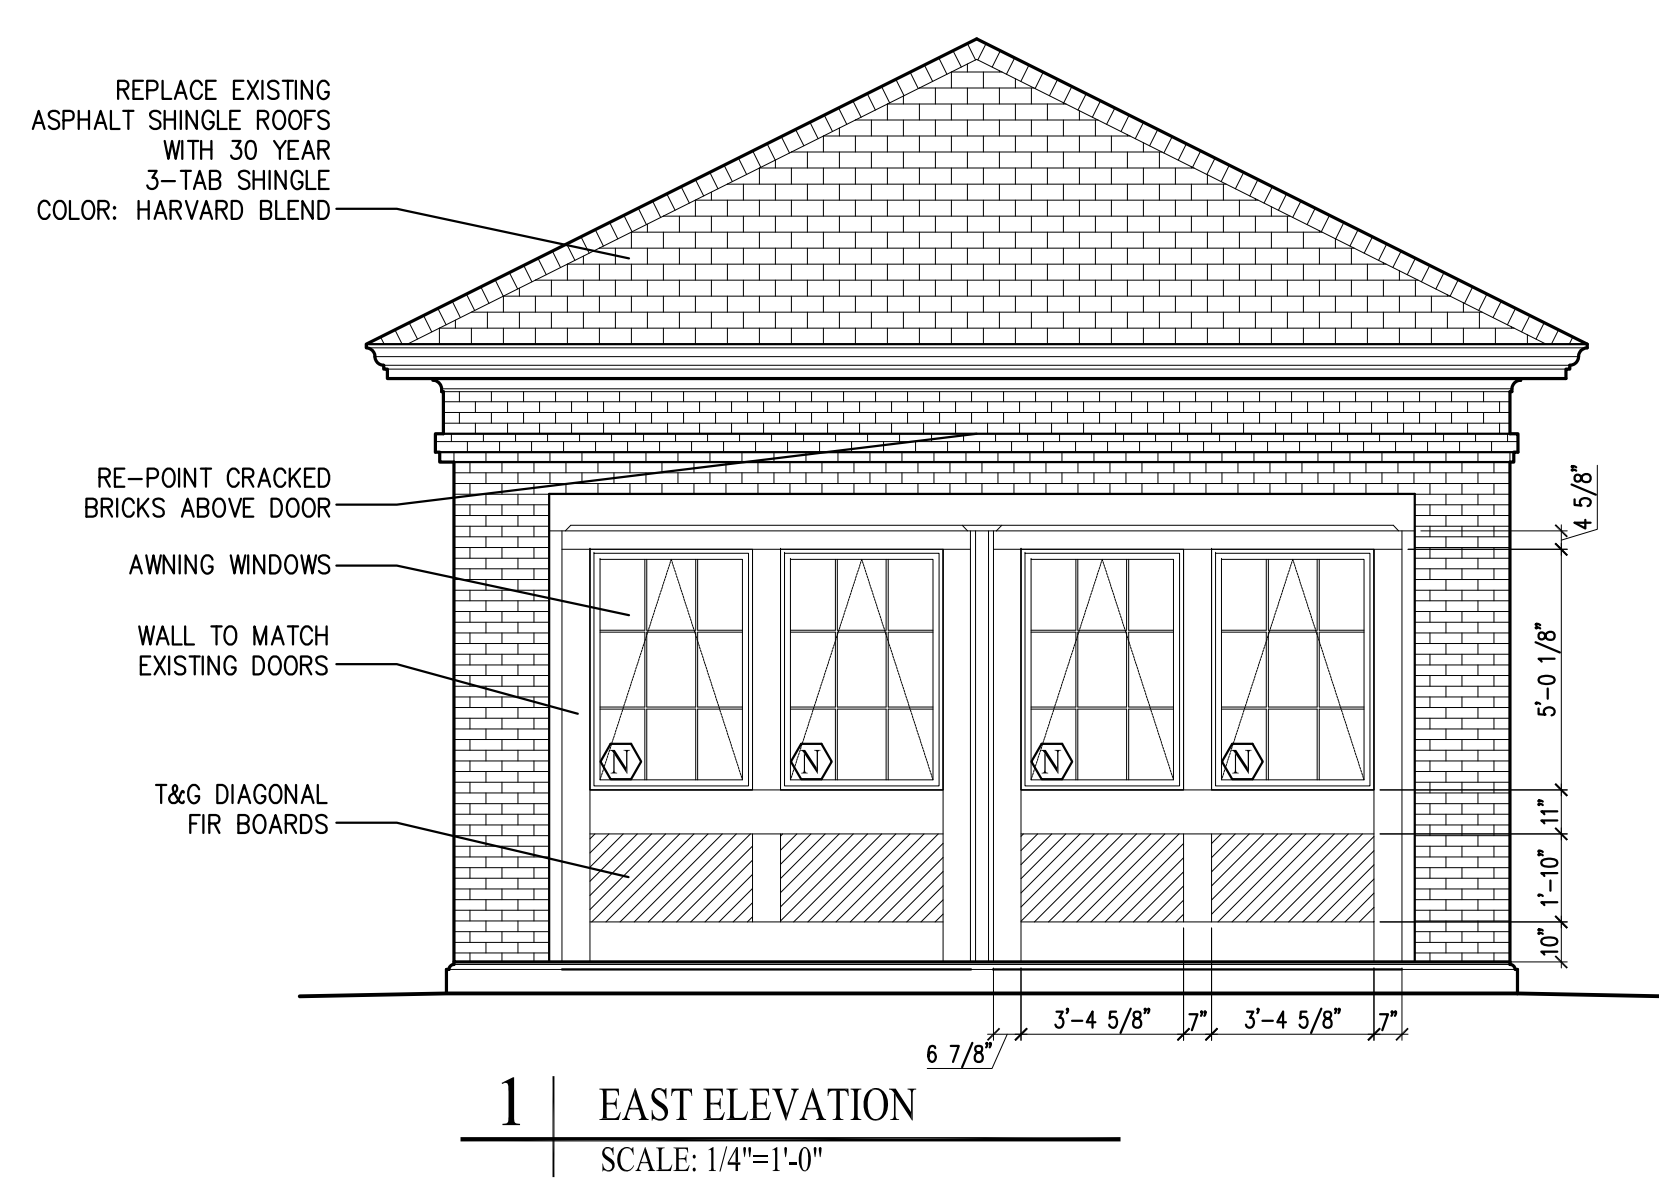 REPLACE EXISTING
ASPHALT SHINGLE ROOFS
WITH 30 YEAR
3-TAB SHINGLE
COLOR: HARVARD BLEND
RE-POINT CRACKED
BRICKS ABOVE DOOR
AWNING WINDOWS
WALL TO MATCH
EXISTING DOORS
T&G DIAGONAL
FIR BOARDS
N
N
N
N
4 5/8"
5'-0 1/8"
11"
1'-10"
10"
3'-4 5/8"
7"
3'-4 5/8"
7"
6 7/8"
1
EAST ELEVATION
SCALE: 1/4"=1'-0"